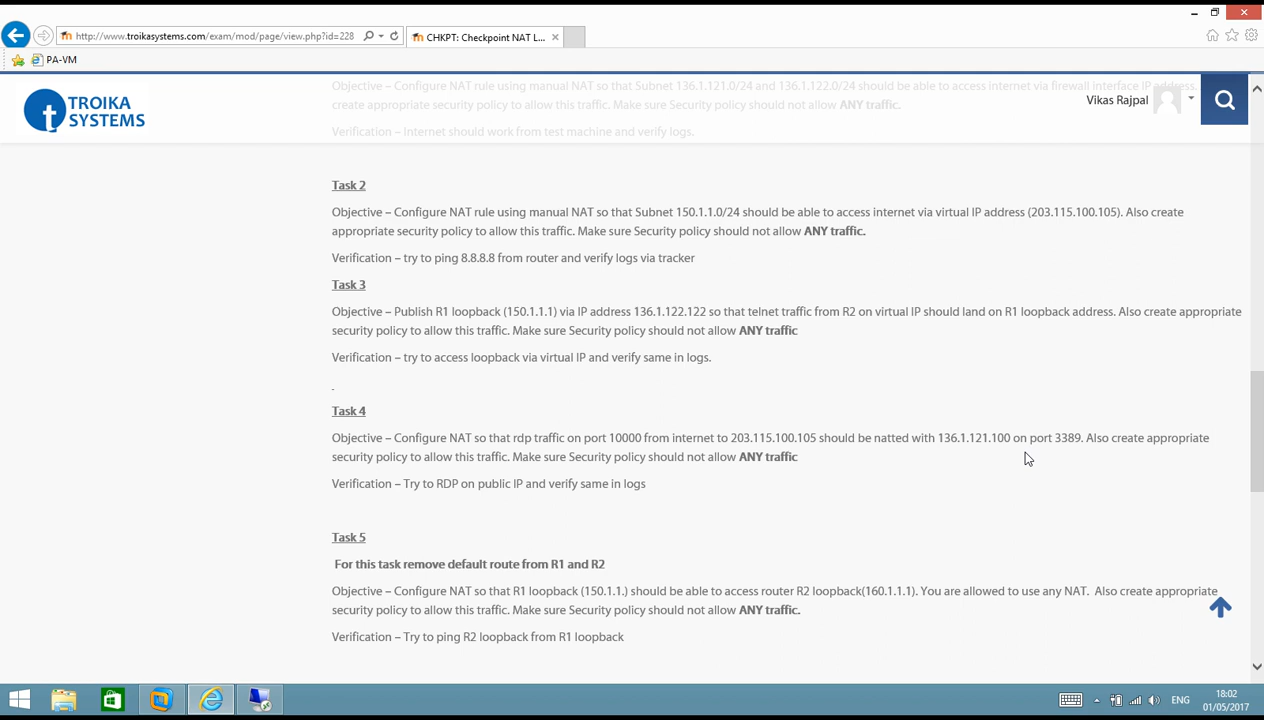 http://www.troikasystems.com/exam/mod/page/view.php?id=228
CHKPT: Checkpoint NAT L...
PA-VM
Objective – Configure NAT rule using manual NAT so that Subnet 136.1.121.0/24 and 136.1.122.0/24 should be able to access internet via firewall interface IP address. Also
create appropriate security policy to allow this traffic. Make sure Security policy should not allow ANY traffic.
Verification – Internet should work from test machine and verify logs.
TROIKA
SYSTEMS
Vikas Rajpal
Task 2
Objective – Configure NAT rule using manual NAT so that Subnet 150.1.1.0/24 should be able to access internet via virtual IP address (203.115.100.105). Also create
appropriate security policy to allow this traffic. Make sure Security policy should not allow ANY traffic.
Verification – try to ping 8.8.8.8 from router and verify logs via tracker
Task 3
Objective – Publish R1 loopback (150.1.1.1) via IP address 136.1.122.122 so that telnet traffic from R2 on virtual IP should land on R1 loopback address. Also create appropriate
security policy to allow this traffic. Make sure Security policy should not allow ANY traffic
Verification – try to access loopback via virtual IP and verify same in logs.
Task 4
Objective – Configure NAT so that rdp traffic on port 10000 from internet to 203.115.100.105 should be natted with 136.1.121.100 on port 3389. Also create appropriate
security policy to allow this traffic. Make sure Security policy should not allow ANY traffic
Verification – Try to RDP on public IP and verify same in logs
Task 5
For this task remove default route from R1 and R2
Objective – Configure NAT so that R1 loopback (150.1.1.) should be able to access router R2 loopback(160.1.1.1). You are allowed to use any NAT. Also create appropriate
security policy to allow this traffic. Make sure Security policy should not allow ANY traffic.
Verification – Try to ping R2 loopback from R1 loopback
ENG
18:02
01/05/2017